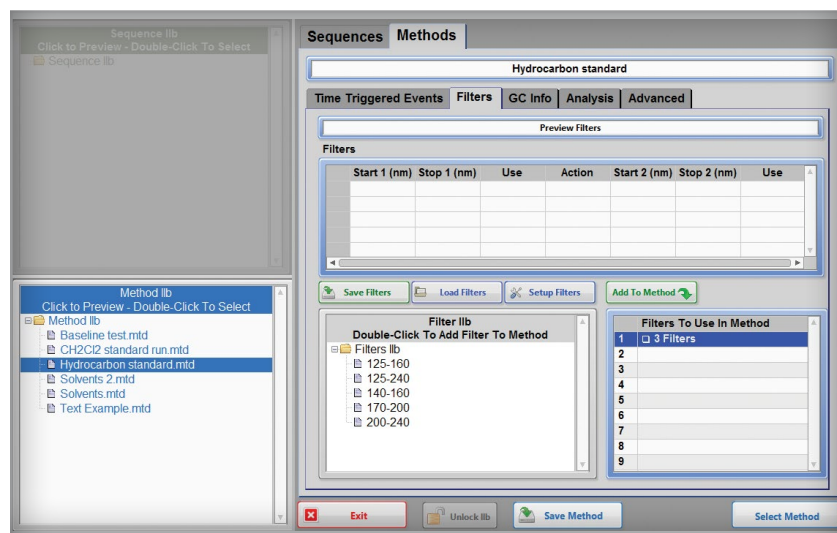 Sequence llb
Click to Preview - Double-Click To Select
Sequence llb
Method llb
Click to Preview - Double-Click To Select
Method llb
Baseline test.mtd
CH2Cl2 standard run.mtd
Hydrocarbon standard.mtd
Solvents 2.mtd
Solvents.mtd
Text Example.mtd
Sequences Methods
Hydrocarbon standard
Time Triggered Events Filters GC Info Analysis Advanced
Preview Filters
Filters
Start 1 (nm) Stop 1 (nm) Use Action Start 2 (nm) Stop 2 (nm) Use
Save Filters Load Filters Setup Filters Add To Method
Filter llb
Double-Click To Add Filter To Method
Filters llb
125-160
125-240
140-160
170-200
200-240
Filters To Use In Method
1 3 Filters
2
3
4
5
6
7
8
9
Exit Unlock llb Save Method Select Method